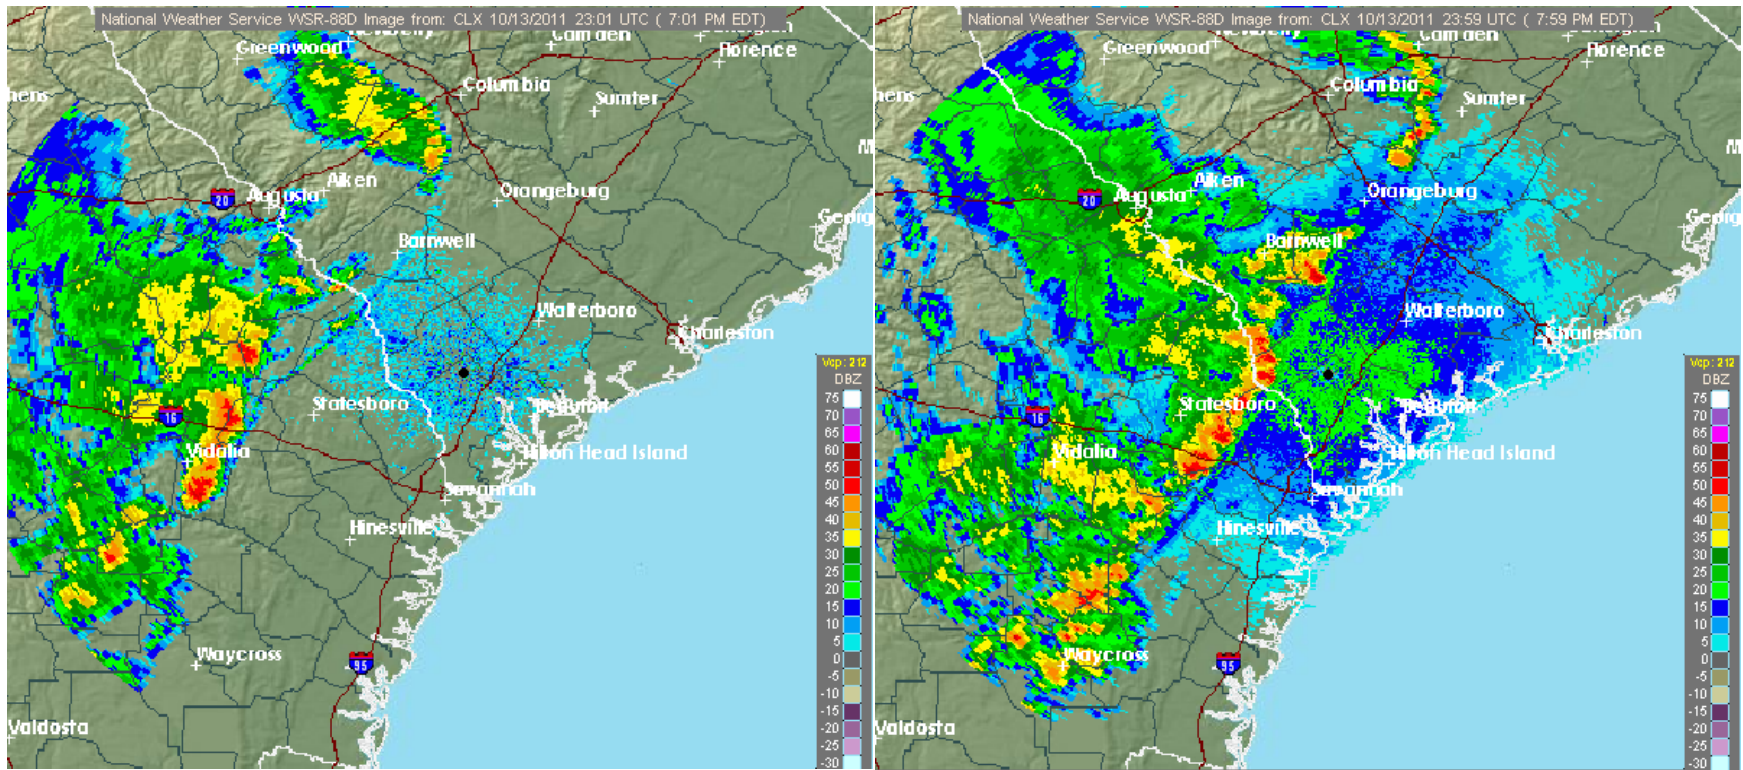 National Weather Service WSR-88D Image from: CLX 10/13/2011 23:01 UTC ( 7:01 PM EDT)
Camden
Greenwood
Florence
Columbia
Sumter
Aiken
Orangeburg
20
Augusta
Barnwell
Walterboro
Charleston
Vcp: 212
DBZ
75
70
65
60
55
50
45
40
35
30
25
20
15
10
5
0
-5
-10
-15
-20
-25
-30
Statesboro
16
Vidalia
Hilton Head Island
Savannah
Hinesville
Waycross
95
Valdosta
National Weather Service WSR-88D Image from: CLX 10/13/2011 23:59 UTC ( 7:59 PM EDT)
Camden
Greenwood
Florence
Columbia
Sumter
Aiken
Orangeburg
20
Augusta
Barnwell
Walterboro
Charleston
Vcp: 212
DBZ
75
70
65
60
55
50
45
40
35
30
25
20
15
10
5
0
-5
-10
-15
-20
-25
-30
Statesboro
16
Vidalia
Hilton Head Island
Savannah
Hinesville
Waycross
95
Valdosta